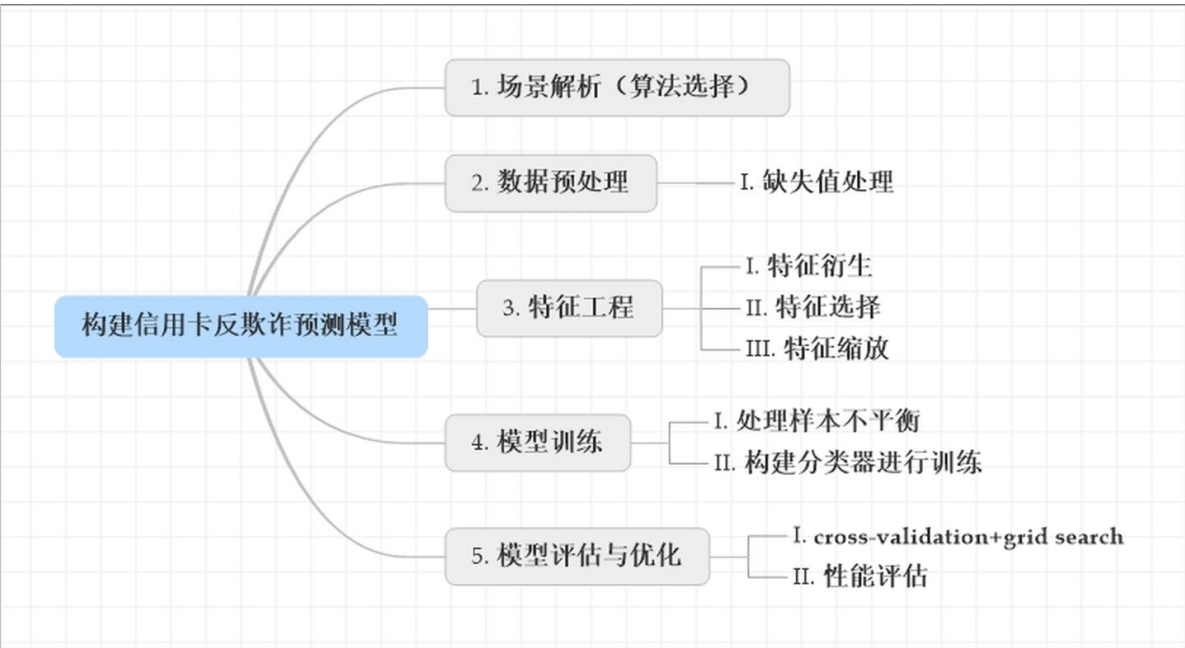 1. 场景解析（算法选择）
2. 数据预处理
I. 缺失值处理
构建信用卡反欺诈预测模型
3. 特征工程
I. 特征衍生
II. 特征选择
III. 特征缩放
4. 模型训练
I. 处理样本不平衡
II. 构建分类器进行训练
5. 模型评估与优化
I. cross-validation+grid search
II. 性能评估